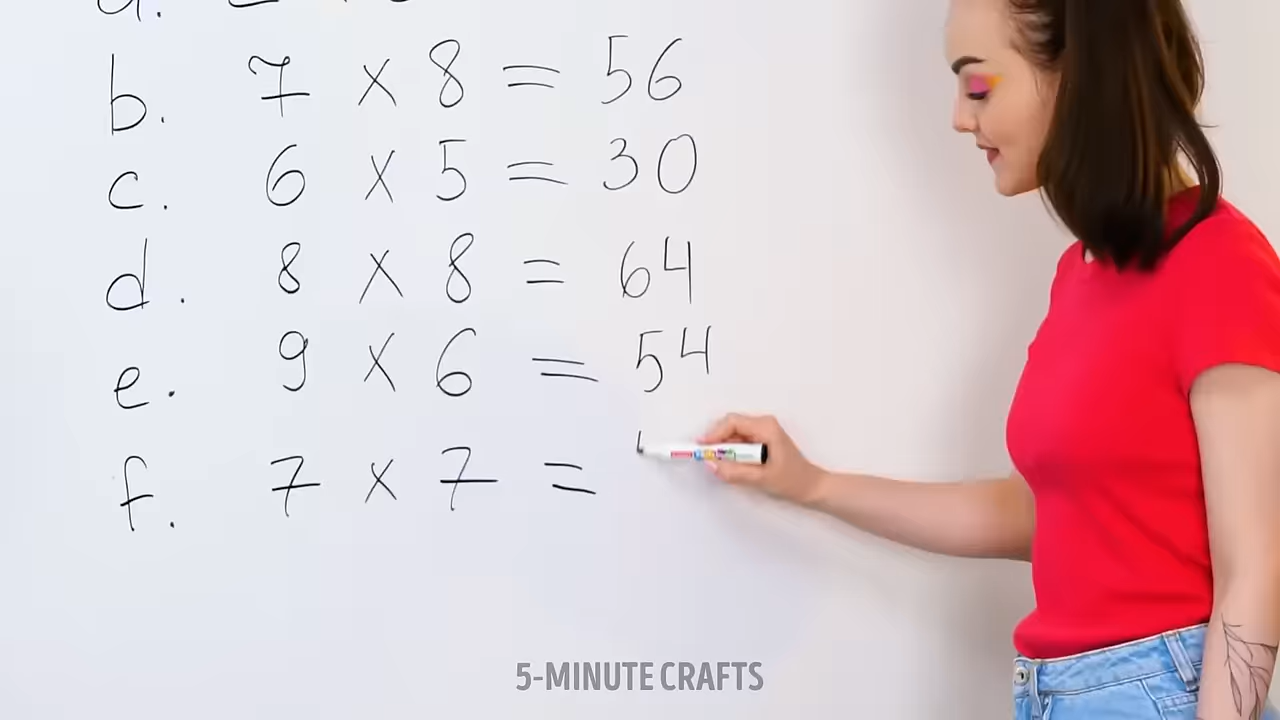 b. 7 × 8 = 56
c. 6 × 5 = 30
d. 8 × 8 = 64
e. 9 × 6 = 54
f. 7 × 7 =
5-MINUTE CRAFTS